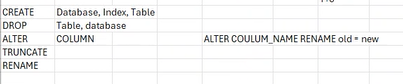 CREATE Database, Index, Table
DROP Table, database
ALTER COLUMN ALTER COULUM_NAME RENAME old = new
TRUNCATE
RENAME